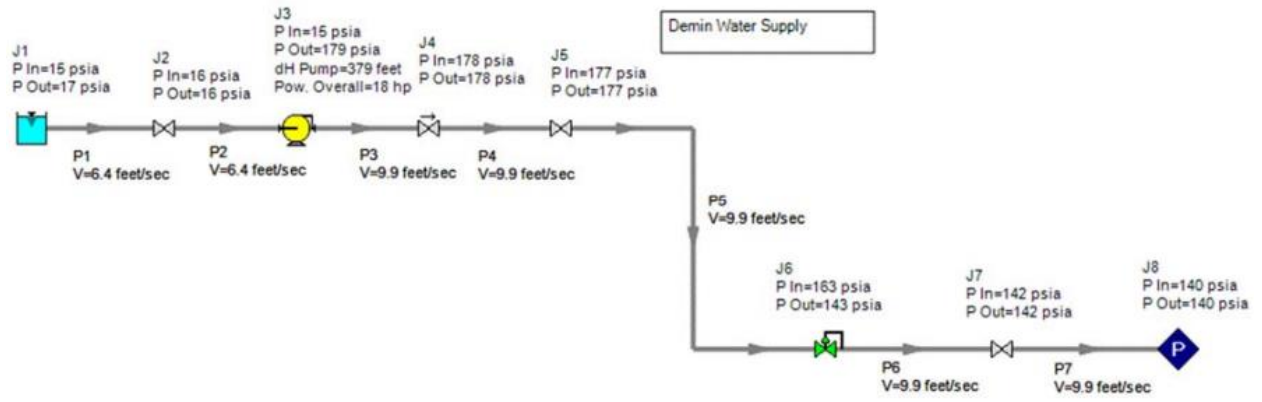 Demin Water Supply
J1
P In=15 psia
P Out=17 psia
J2
P In=16 psia
P Out=16 psia
J3
P In=15 psia
P Out=179 psia
dH Pump=379 feet
Pow. Overall=18 hp
J4
P In=178 psia
P Out=178 psia
J5
P In=177 psia
P Out=177 psia
P1
V=6.4 feet/sec
P2
V=6.4 feet/sec
P3
V=9.9 feet/sec
P4
V=9.9 feet/sec
P5
V=9.9 feet/sec
J6
P In=163 psia
P Out=143 psia
J7
P In=142 psia
P Out=142 psia
J8
P In=140 psia
P Out=140 psia
P
P6
V=9.9 feet/sec
P7
V=9.9 feet/sec